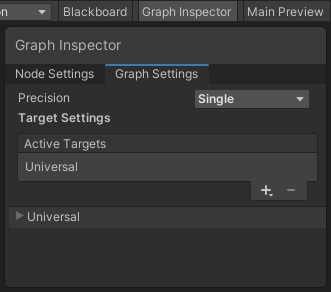 on Blackboard Graph Inspector Main Preview
Graph Inspector
Node Settings Graph Settings
Precision Single
Target Settings
Active Targets
Universal
Universal